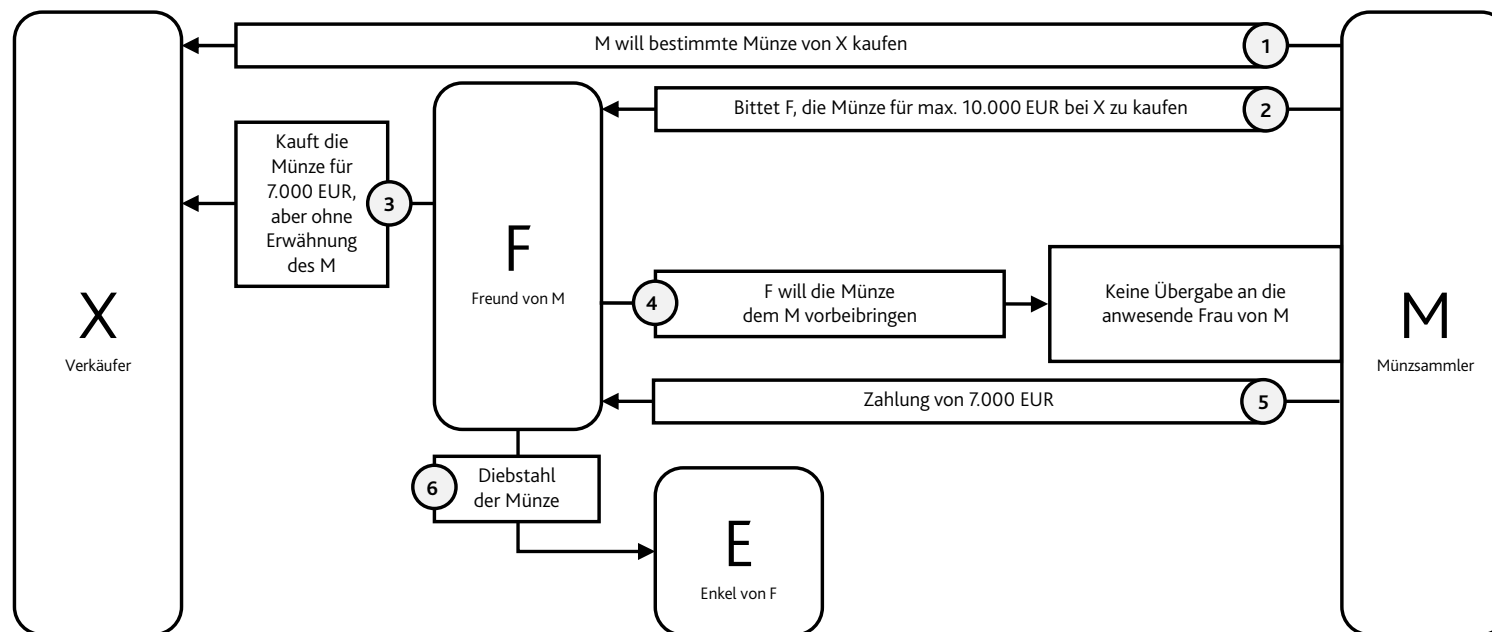 M will bestimmte Münze von X kaufen
1
Bittet F, die Münze für max. 10.000 EUR bei X zu kaufen
2
Kauft die
Münze für
7.000 EUR,
aber ohne
Erwähnung
des M
3
F
Freund von M
4
F will die Münze
dem M vorbeibringen
Keine Übergabe an die
anwesende Frau von M
X
Verkäufer
M
Münzsammler
Zahlung von 7.000 EUR
5
6
Diebstahl
der Münze
E
Enkel von F